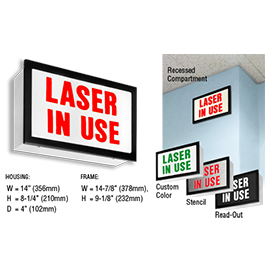 LASER
IN USE
HOUSING:
W = 14" (356mm)
H = 8-1/4" (210mm)
D = 4" (102mm)
FRAME:
W = 14-7/8" (378mm),
H = 9-1/8" (232mm)
Recessed
Compartment
LASER
IN USE
LASER
IN USE
Custom
Color
LASER
IN USE
Stencil
LASER
IN USE
Read-Out